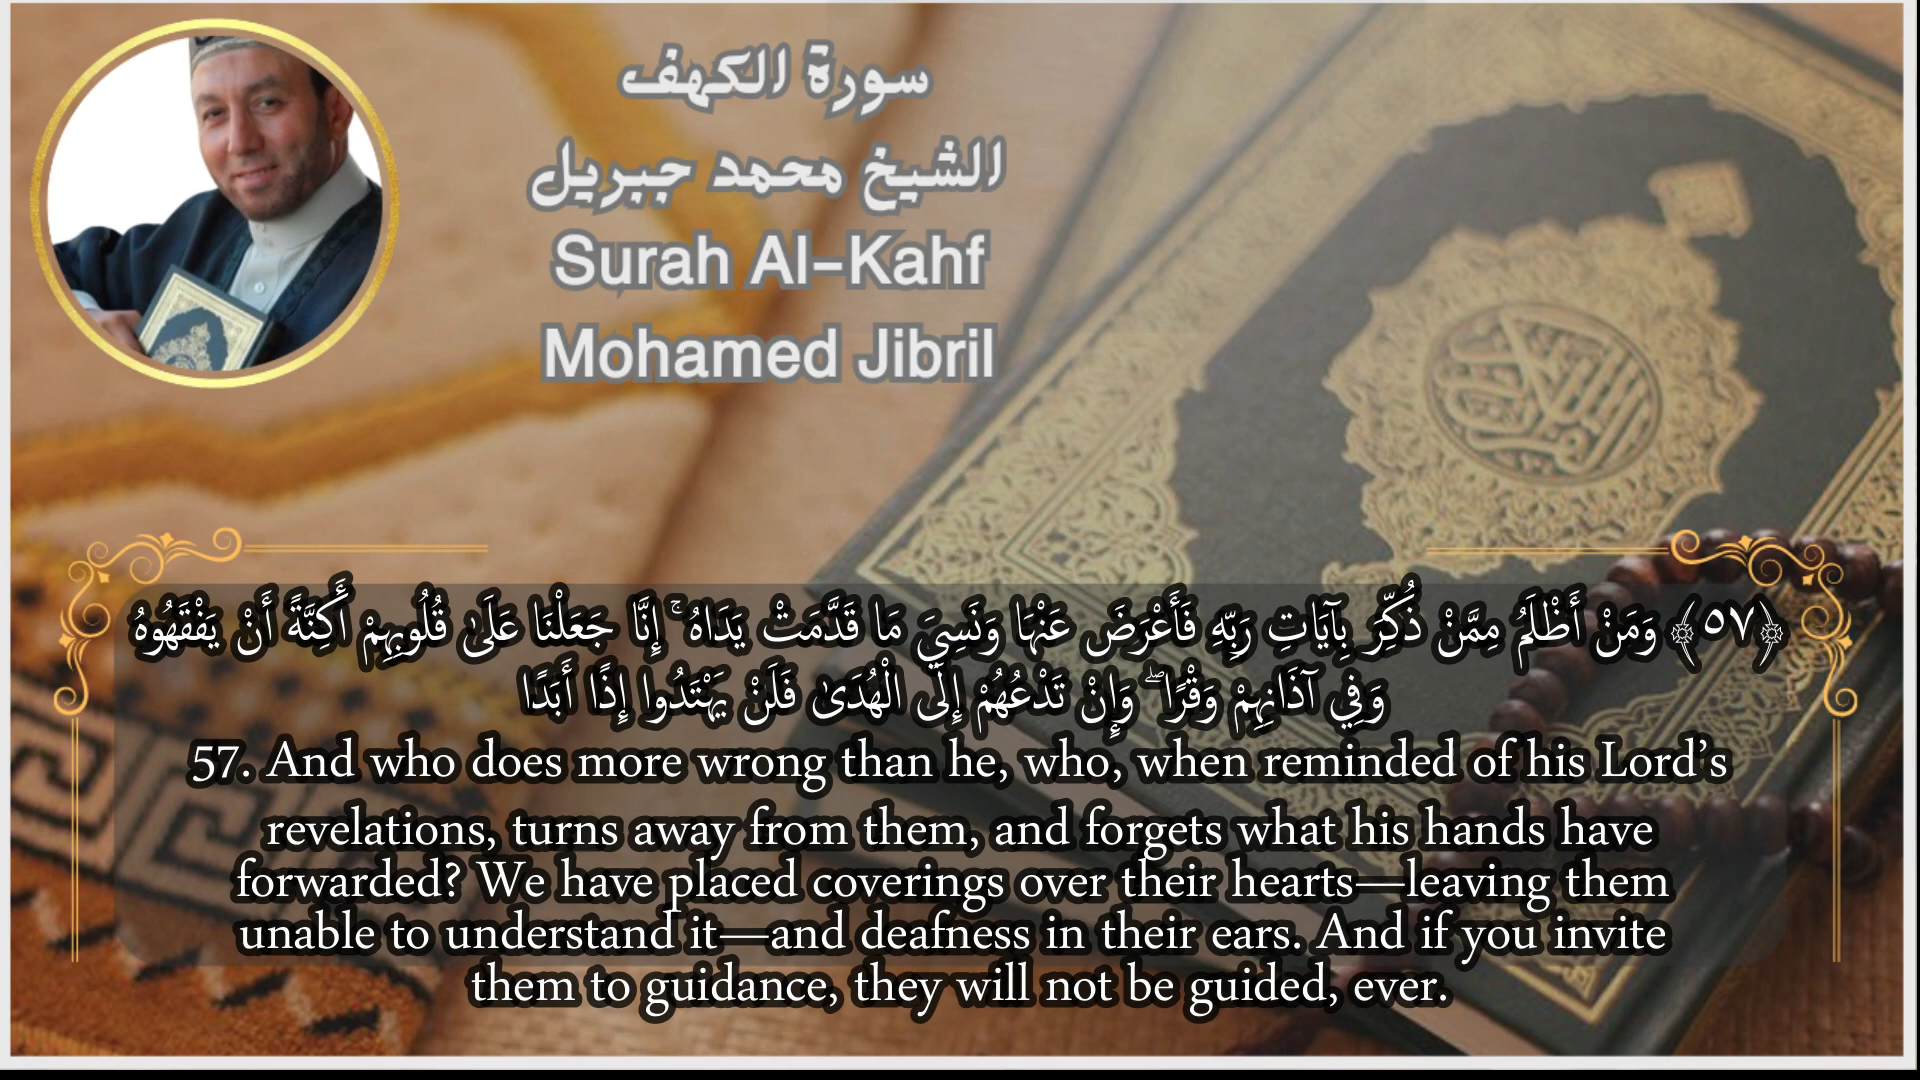 سورة الكهف
الشيخ محمد جبريل
Surah Al-Kahf
Mohamed Jibril
﴿٥٧﴾ وَمَنْ أَظْلَمُ مِمَّنْ ذُكِّرَ بِآيَاتِ رَبِّهِ فَأَعْرَضَ عَنْهَا وَنَسِيَ مَا قَدَّمَتْ يَدَاهُ ۚ إِنَّا جَعَلْنَا عَلَىٰ قُلُوبِهِمْ أَكِنَّةً أَنْ يَفْقَهُوهُ
وَفِي آذَانِهِمْ وَقْرًا ۖ وَإِنْ تَدْعُهُمْ إِلَى الْهُدَىٰ فَلَنْ يَهْتَدُوا إِذًا أَبَدًا
57. And who does more wrong than he, who, when reminded of his Lord’s
revelations, turns away from them, and forgets what his hands have
forwarded? We have placed coverings over their hearts—leaving them
unable to understand it—and deafness in their ears. And if you invite
them to guidance, they will not be guided, ever.